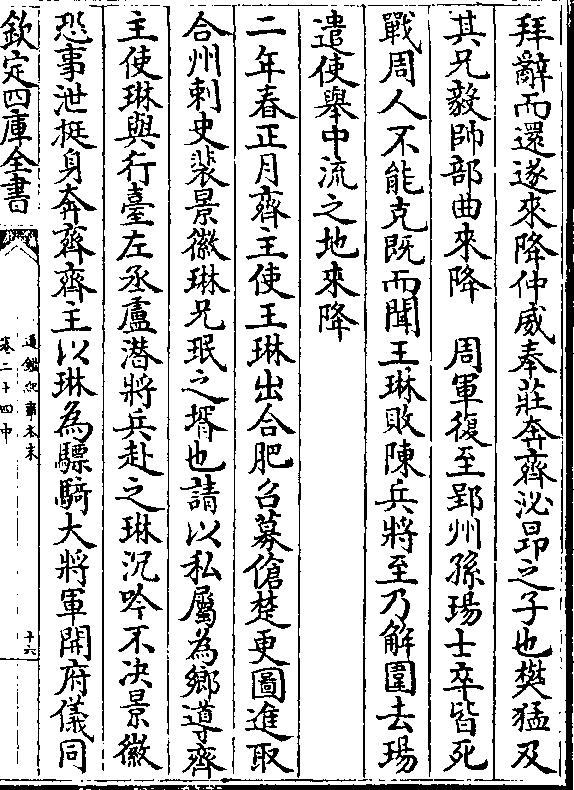 拜辭而還遂來降仲威奉莊奔齊泌昂之子也樊猛及
其兄毅帥部曲來降　周軍復至郢州孫瑒士卒皆死
戰周人不能克既而聞王琳敗陳兵將至乃解圍去瑒
遣使舉中流之地來降
二年春正月齊主使王琳出合肥召募傖楚更圖進取
合州刺史裴景徽琳兄珉之壻也請以私屬為鄉導齊
主使琳與行臺左丞盧潜將兵赴之琳沉吟不决景徽
恐事泄挺身奔齊齊王以琳為驃騎大將軍開府儀同
欽定四庫全書
通鑑紀事本末
卷二十四中
十六